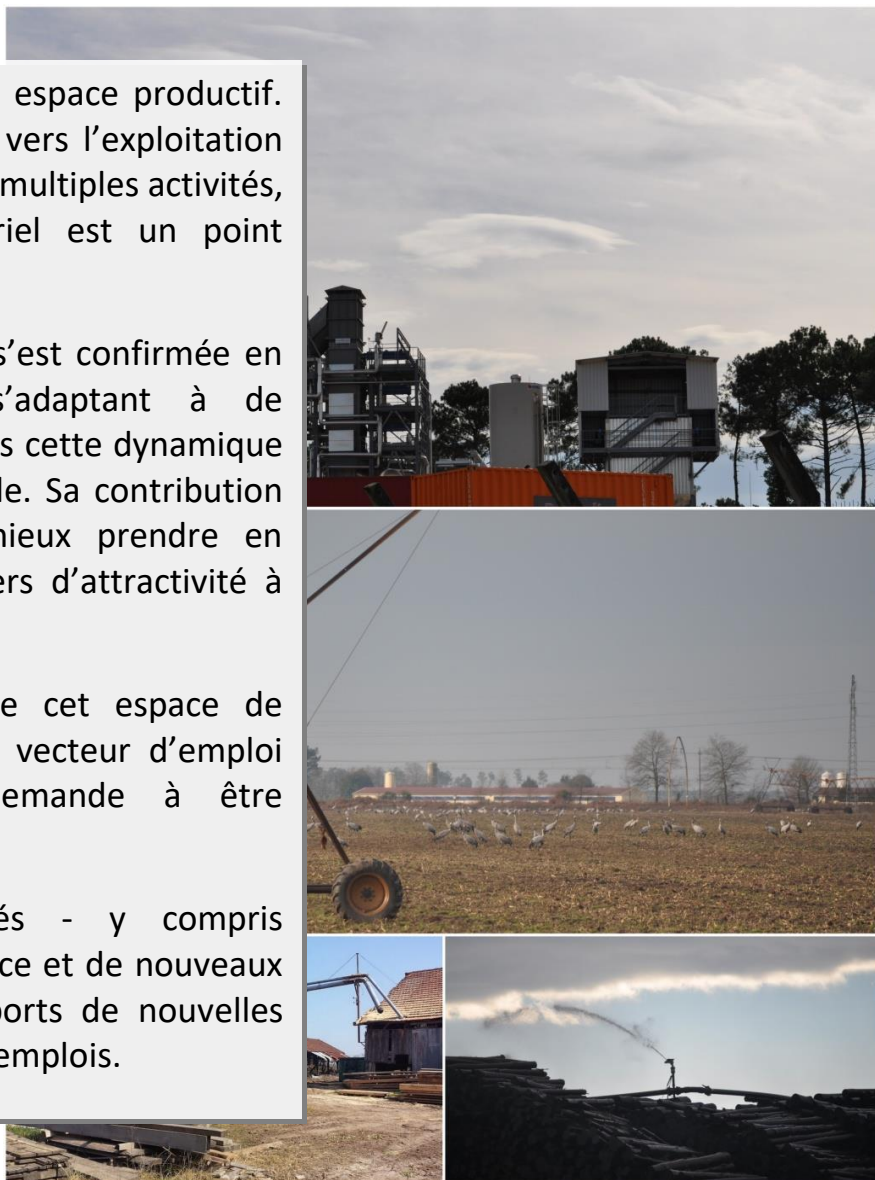 espace productif.
vers l’exploitation
multiples activités,
riel est un point
s’est confirmée en
s’adaptant à de
s cette dynamique
le. Sa contribution
nieux prendre en
ers d’attractivité à
e cet espace de
vecteur d’emploi
emande à être
és - y compris
ce et de nouveaux
orts de nouvelles
emplois.